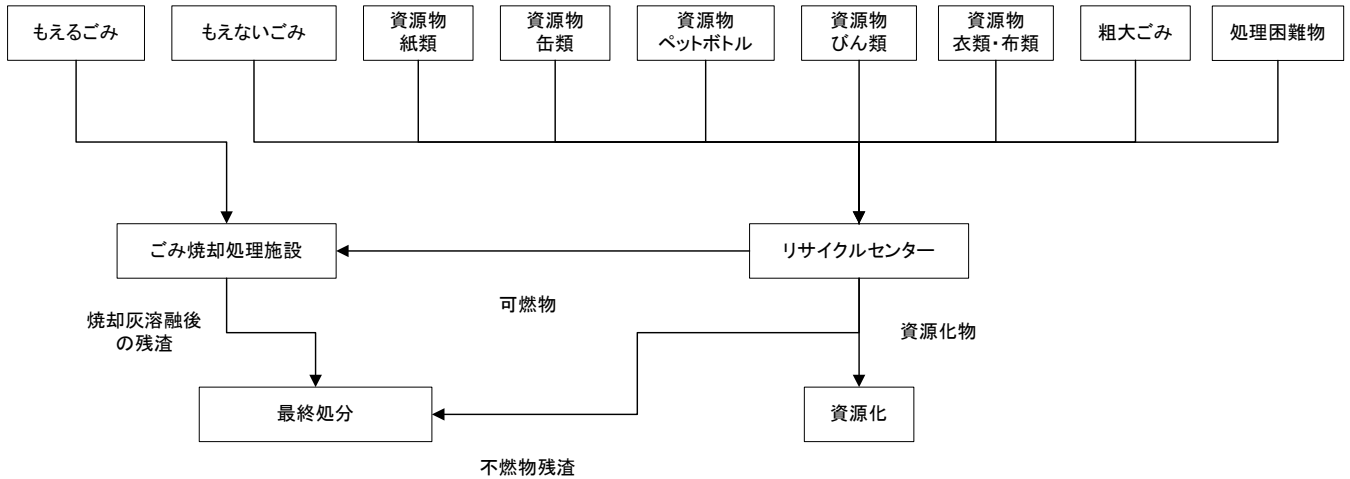 もえるごみ
もえないごみ
資源物
紙類
資源物
缶類
資源物
ペットボトル
資源物
びん類
資源物
衣類・布類
粗大ごみ
処理困難物
ごみ焼却処理施設
リサイクルセンター
可燃物
焼却灰溶融後
の残渣
資源化物
最終処分
資源化
不燃物残渣